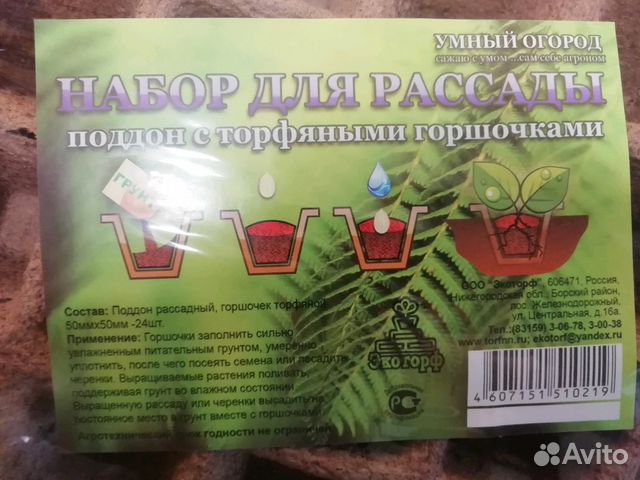 УМНЫЙ ОГОРОД
сажаю с умом ...сам себе агроном
НАБОР ДЛЯ РАССАДЫ
поддон с торфяными горшочками
ГРУНТ
ООО "Экоторф", 606471, Россия,
Нижегородская обл., Борский район,
пос. Железнодорожный,
ул. Центральная, д.16а.
Тел.:(83159) 3-06-78, 3-00-38
www.torfnn.ru; ekotorf@yandex.ru
Состав: Поддон рассадный, горшочек торфяной
50ммх50мм -24шт.
Применение: Горшочки заполнить сильно
увлажненным питательным грунтом, умеренно
уплотнить, после чего посеять семена или посадить
черенки. Выращиваемые растения поливать,
поддерживая грунт во влажном состоянии.
Выращенную рассаду или черенки высадить на
постоянное место в грунт вместе с горшочками.
Агротехнический срок годности не ограничен.
Экоторф
РСТ
4 607151 510219
Avito